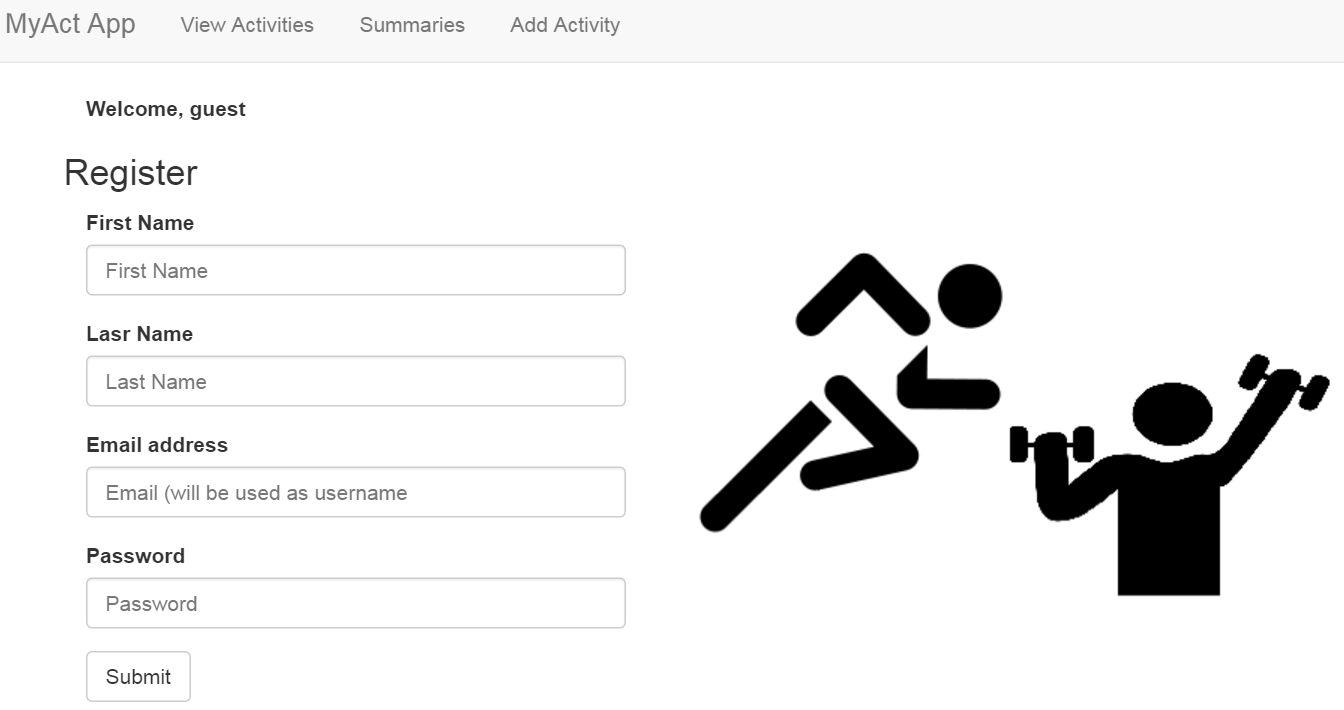 MyAct App View Activities Summaries Add Activity
Welcome, guest
Register
First Name
First Name
Lasr Name
Last Name
Email address
Email (will be used as username
Password
Password
Submit